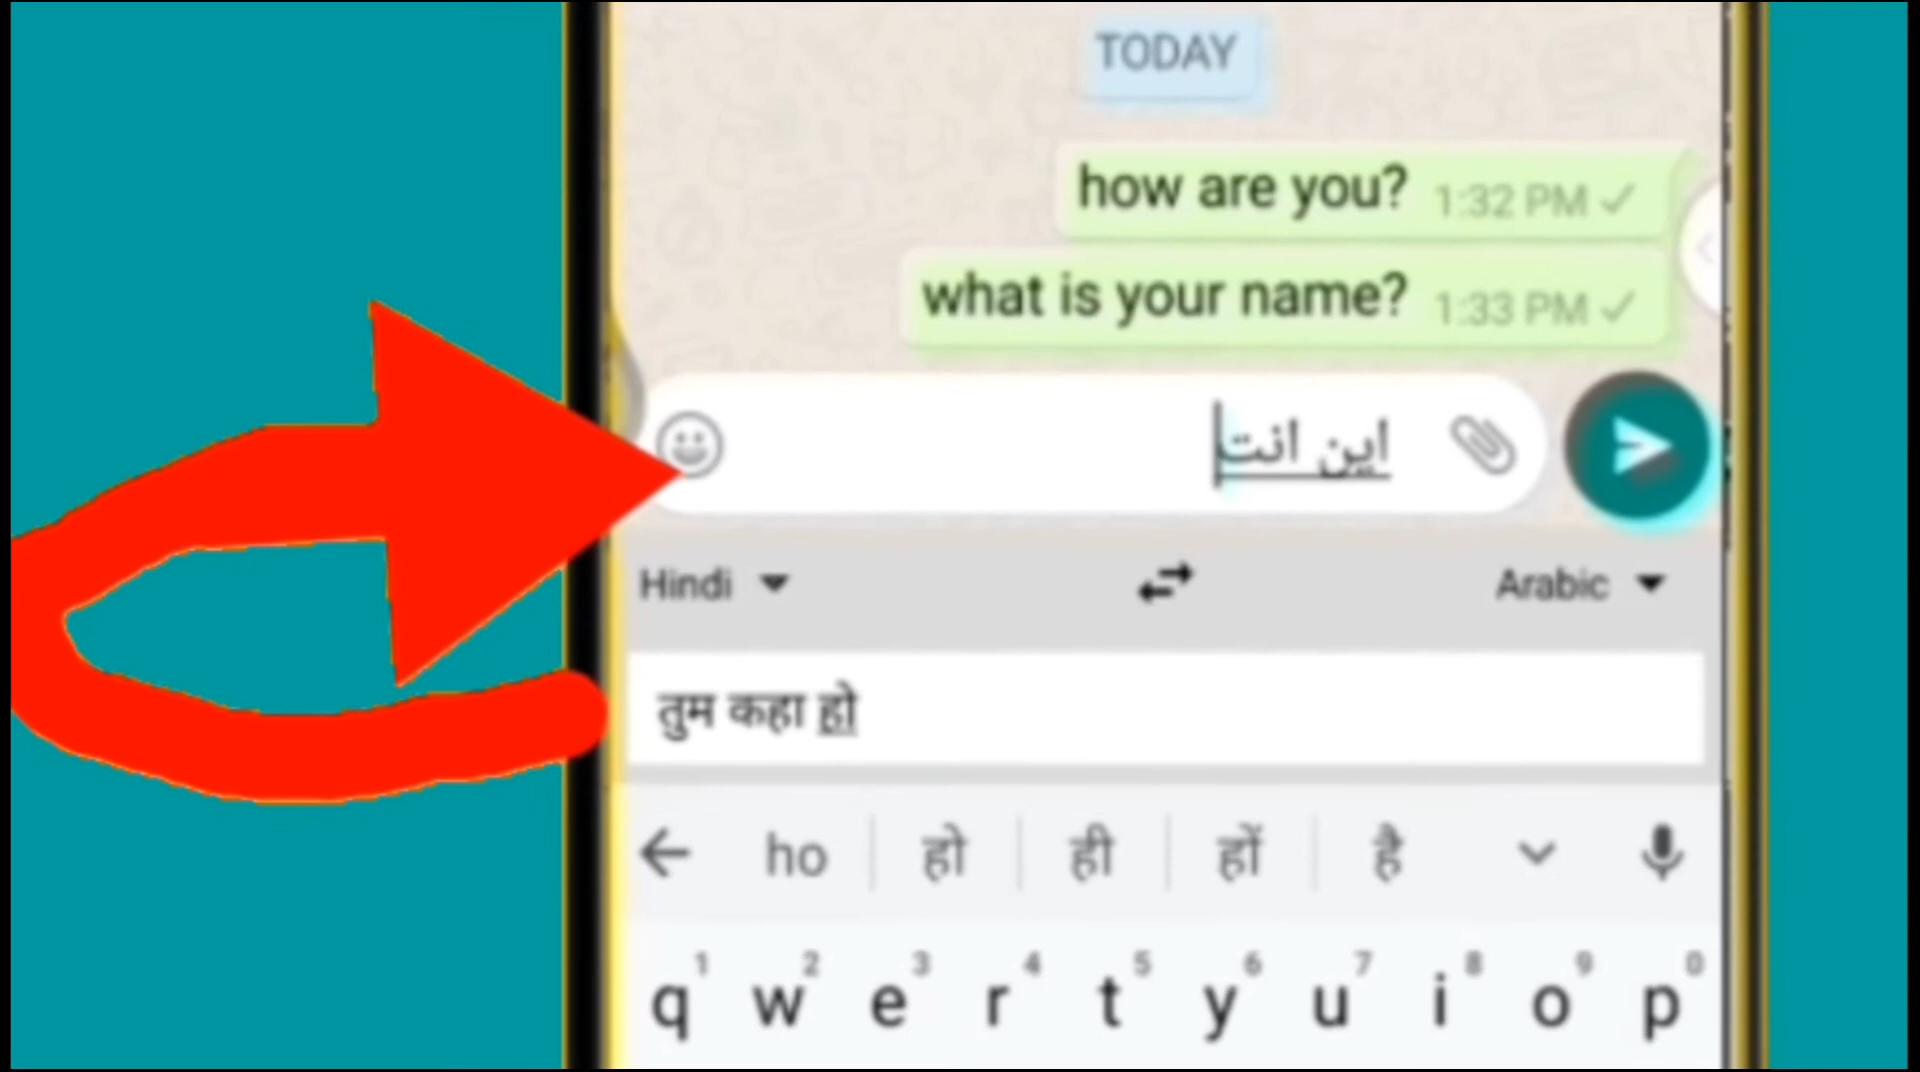 TODAY
how are you? 1:32 PM
what is your name? 1:33 PM
اين انت
Hindi Arabic
तुम कहा हो
ho हो ही हों है
1 2 3 4 5 6 7 8 9 0
q w e r t y u i o p